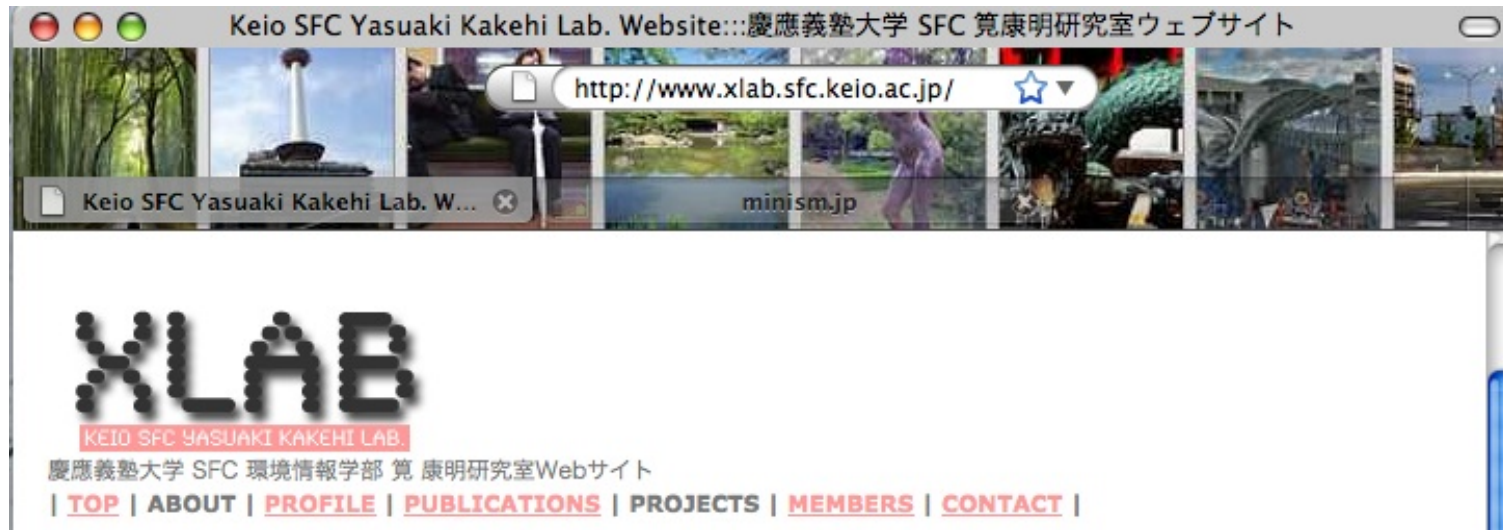 Keio SFC Yasuaki Kakehi Lab. Website:::慶應義塾大学 SFC 筧康明研究室ウェブサイト
http://www.xlab.sfc.keio.ac.jp/
Keio SFC Yasuaki Kakehi Lab. W...
minism.jp
XLAB
KEIO SFC YASUAKI KAKEHI LAB.
慶應義塾大学 SFC 環境情報学部 筧 康明研究室Webサイト
| TOP | ABOUT | PROFILE | PUBLICATIONS | PROJECTS | MEMBERS | CONTACT |